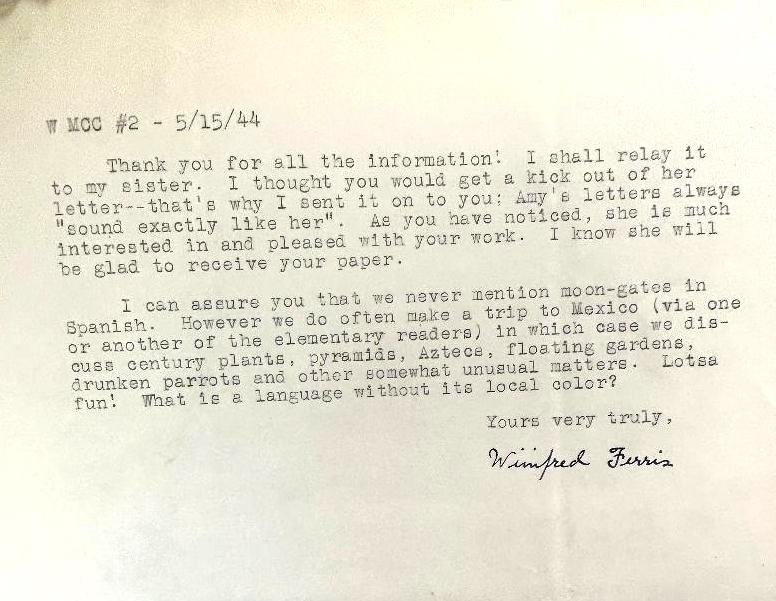 W MCC #2 - 5/15/44
Thank you for all the information! I shall relay it
to my sister. I thought you would get a kick out of her
letter--that's why I sent it on to you; Amy's letters always
"sound exactly like her". As you have noticed, she is much
interested in and pleased with your work. I know she will
be glad to receive your paper.
I can assure you that we never mention moon-gates in
Spanish. However we do often make a trip to Mexico (via one
or another of the elementary readers) in which case we dis-
cuss century plants, pyramids, Aztecs, floating gardens,
drunken parrots and other somewhat unusual matters. Lotsa
fun! What is a language without its local color?
Yours very truly,
Winifred Ferris